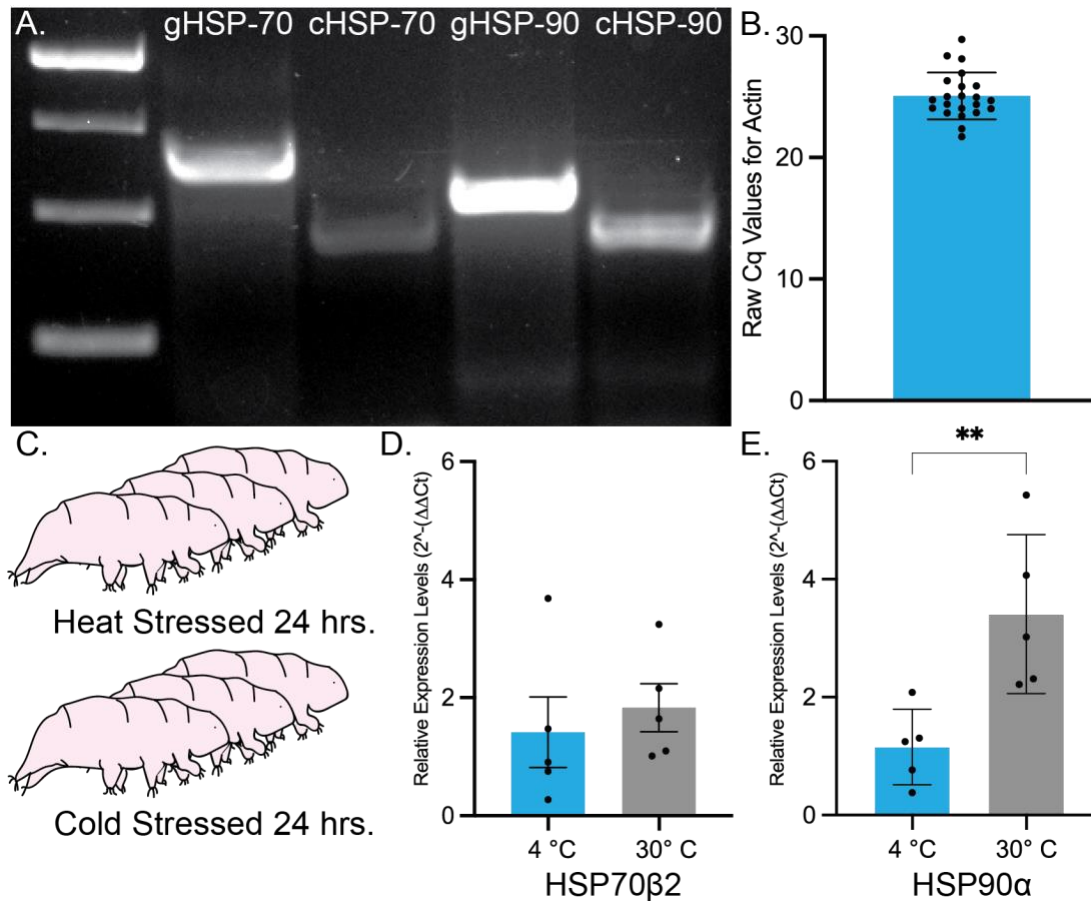 A.
gHSP-70 cHSP-70 gHSP-90 cHSP-90
B.
Raw Cq Values for Actin
30
20
10
0
C.
Heat Stressed 24 hrs.
Cold Stressed 24 hrs.
D.
Relative Expression Levels (2^-(ΔΔCt)
6
4
2
0
4 °C 30° C
HSP70β2
E.
**
Relative Expression Levels (2^-(ΔΔCt)
6
4
2
0
4 °C 30° C
HSP90α